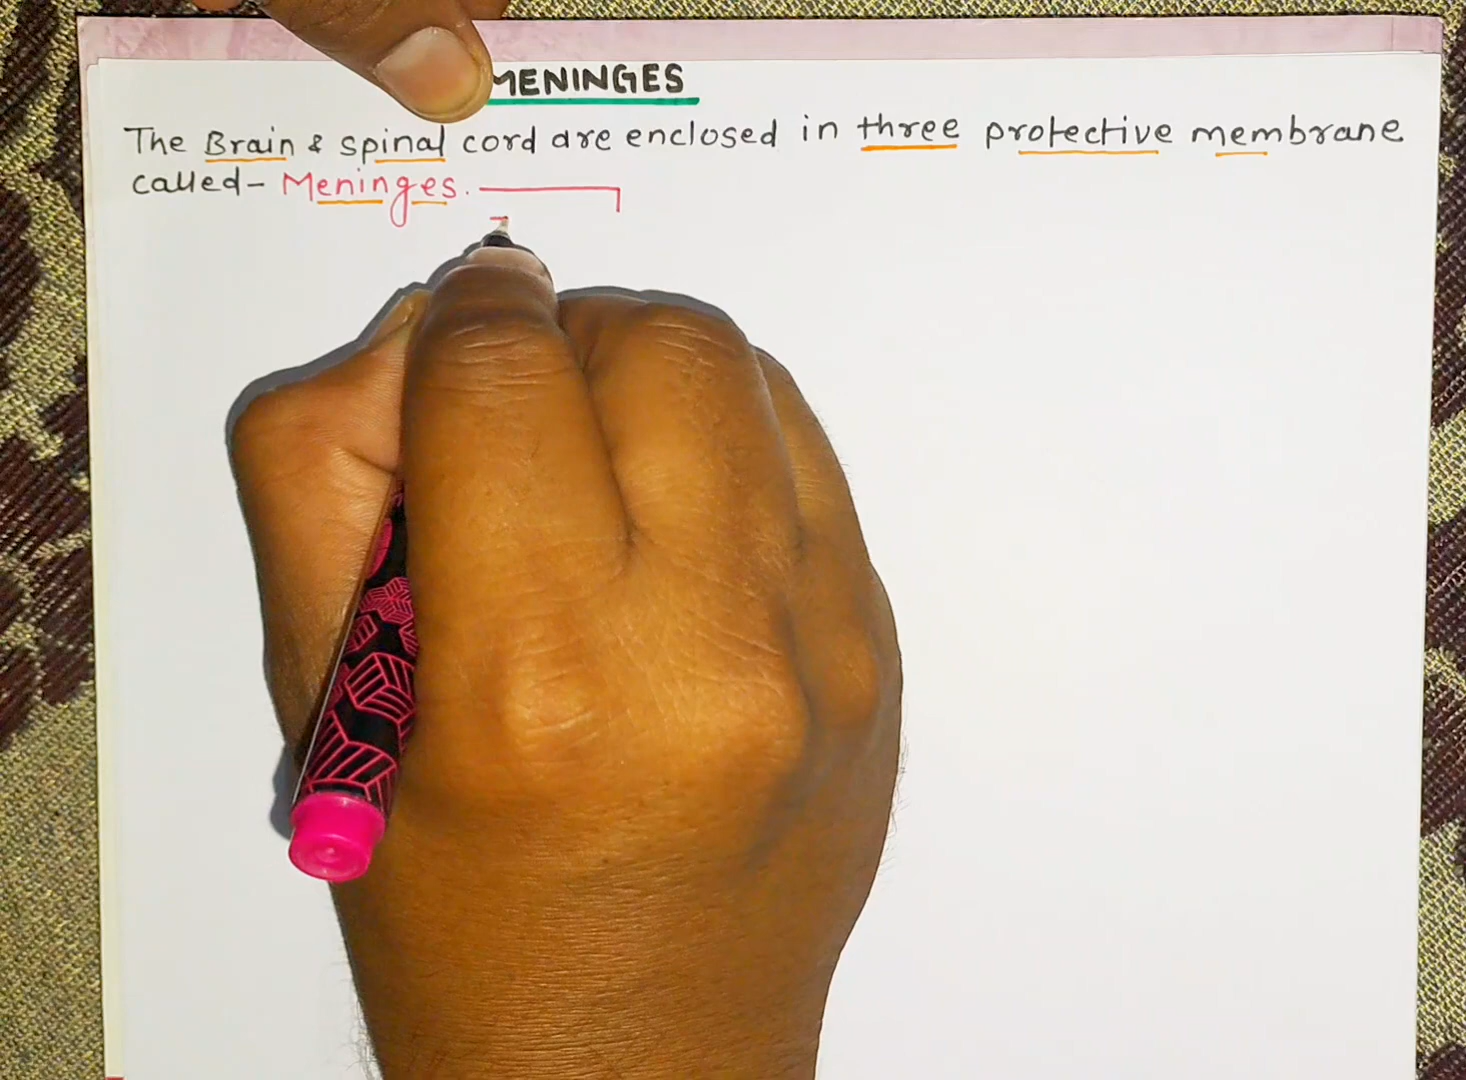 MENINGES
The Brain & spinal cord are enclosed in three protective membrane
called- Meninges.